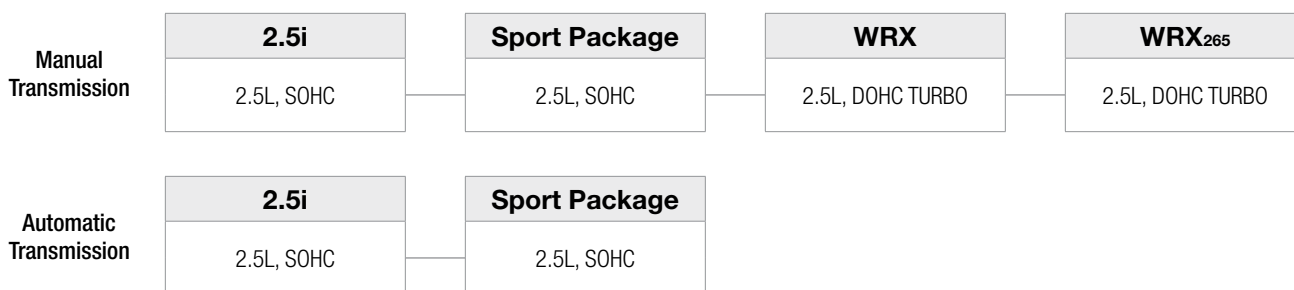 Manual
Transmission
2.5i
2.5L, SOHC
Sport Package
2.5L, SOHC
WRX
2.5L, DOHC TURBO
WRX265
2.5L, DOHC TURBO
Automatic
Transmission
2.5i
2.5L, SOHC
Sport Package
2.5L, SOHC